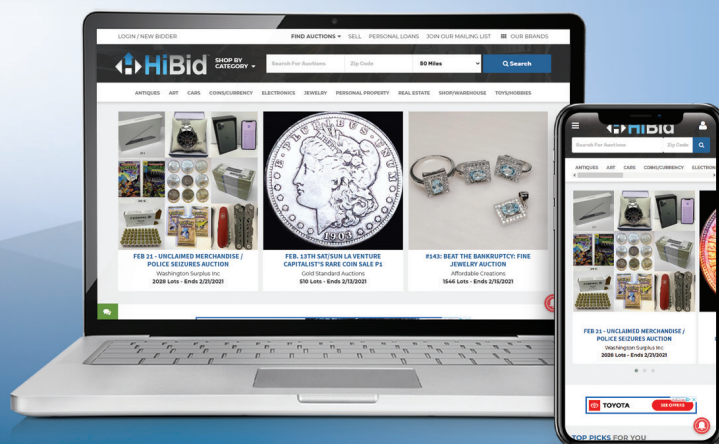 LOGIN / NEW BIDDER
FIND AUCTIONS
SELL
PERSONAL LOANS
JOIN OUR MAILING LIST
OUR BRANDS
HiBid
SHOP BY
CATEGORY
Search For Auctions
Zip Code
50 Miles
Search
ANTIQUES
ART
CARS
COINS/CURRENCY
ELECTRONICS
JEWELRY
PERSONAL PROPERTY
REAL ESTATE
SHOP/WAREHOUSE
TOYS/HOBBIES
E·PLURIBUS·UNUM
1903
FEB 21 - UNCLAIMED MERCHANDISE /
POLICE SEIZURES AUCTION
Washington Surplus Inc
2028 Lots - Ends 2/21/2021
FEB. 13TH SAT/SUN LA VENTURE
CAPITALIST'S RARE COIN SALE P1
Gold Standard Auctions
510 Lots - Ends 2/13/2021
#143: BEAT THE BANKRUPTCY: FINE
JEWELRY AUCTION
Affordable Creations
1546 Lots - Ends 2/15/2021
HiBid
Search For Auctions
Zip Code
ANTIQUES
ART
CARS
COINS/CURRENCY
ELECTRON
FEB 21 - UNCLAIMED MERCHANDISE /
POLICE SEIZURES AUCTION
Washington Surplus Inc
2028 Lots - Ends 2/21/2021
TOYOTA
SEE OFFERS
TOP PICKS FOR YOU